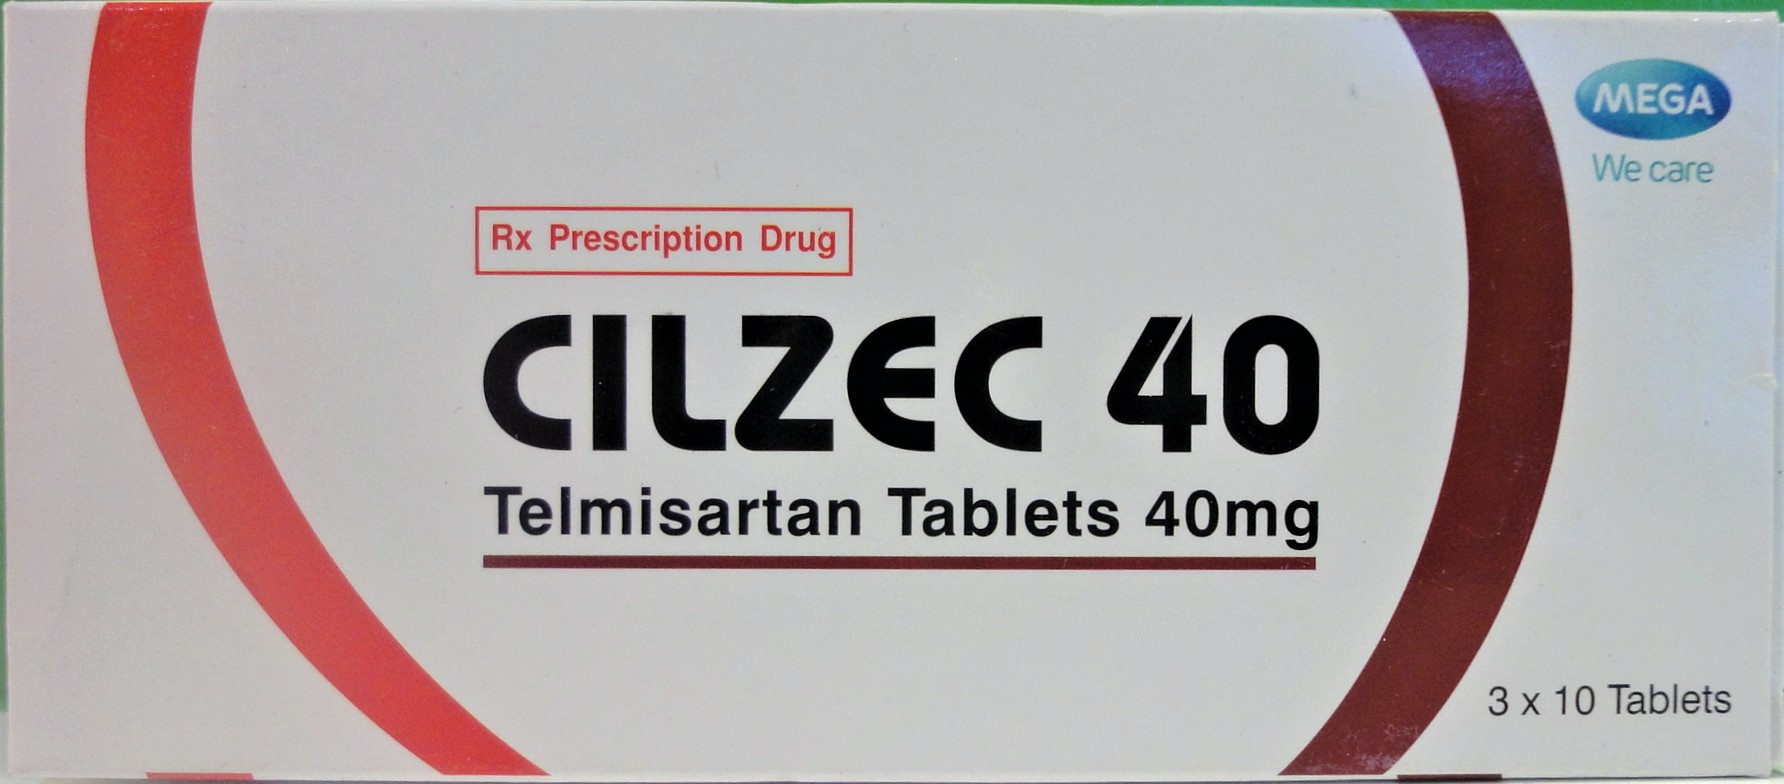 MEGA
We care
Rx Prescription Drug
CILZEC 40
Telmisartan Tablets 40mg
3 x 10 Tablets